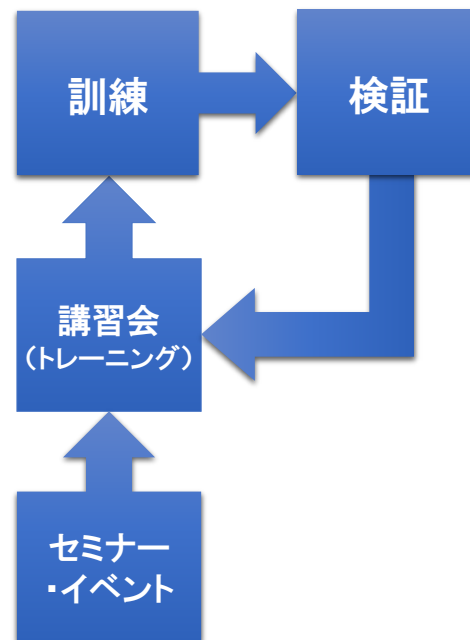 訓練
検証
講習会
（トレーニング）
セミナー
・イベント